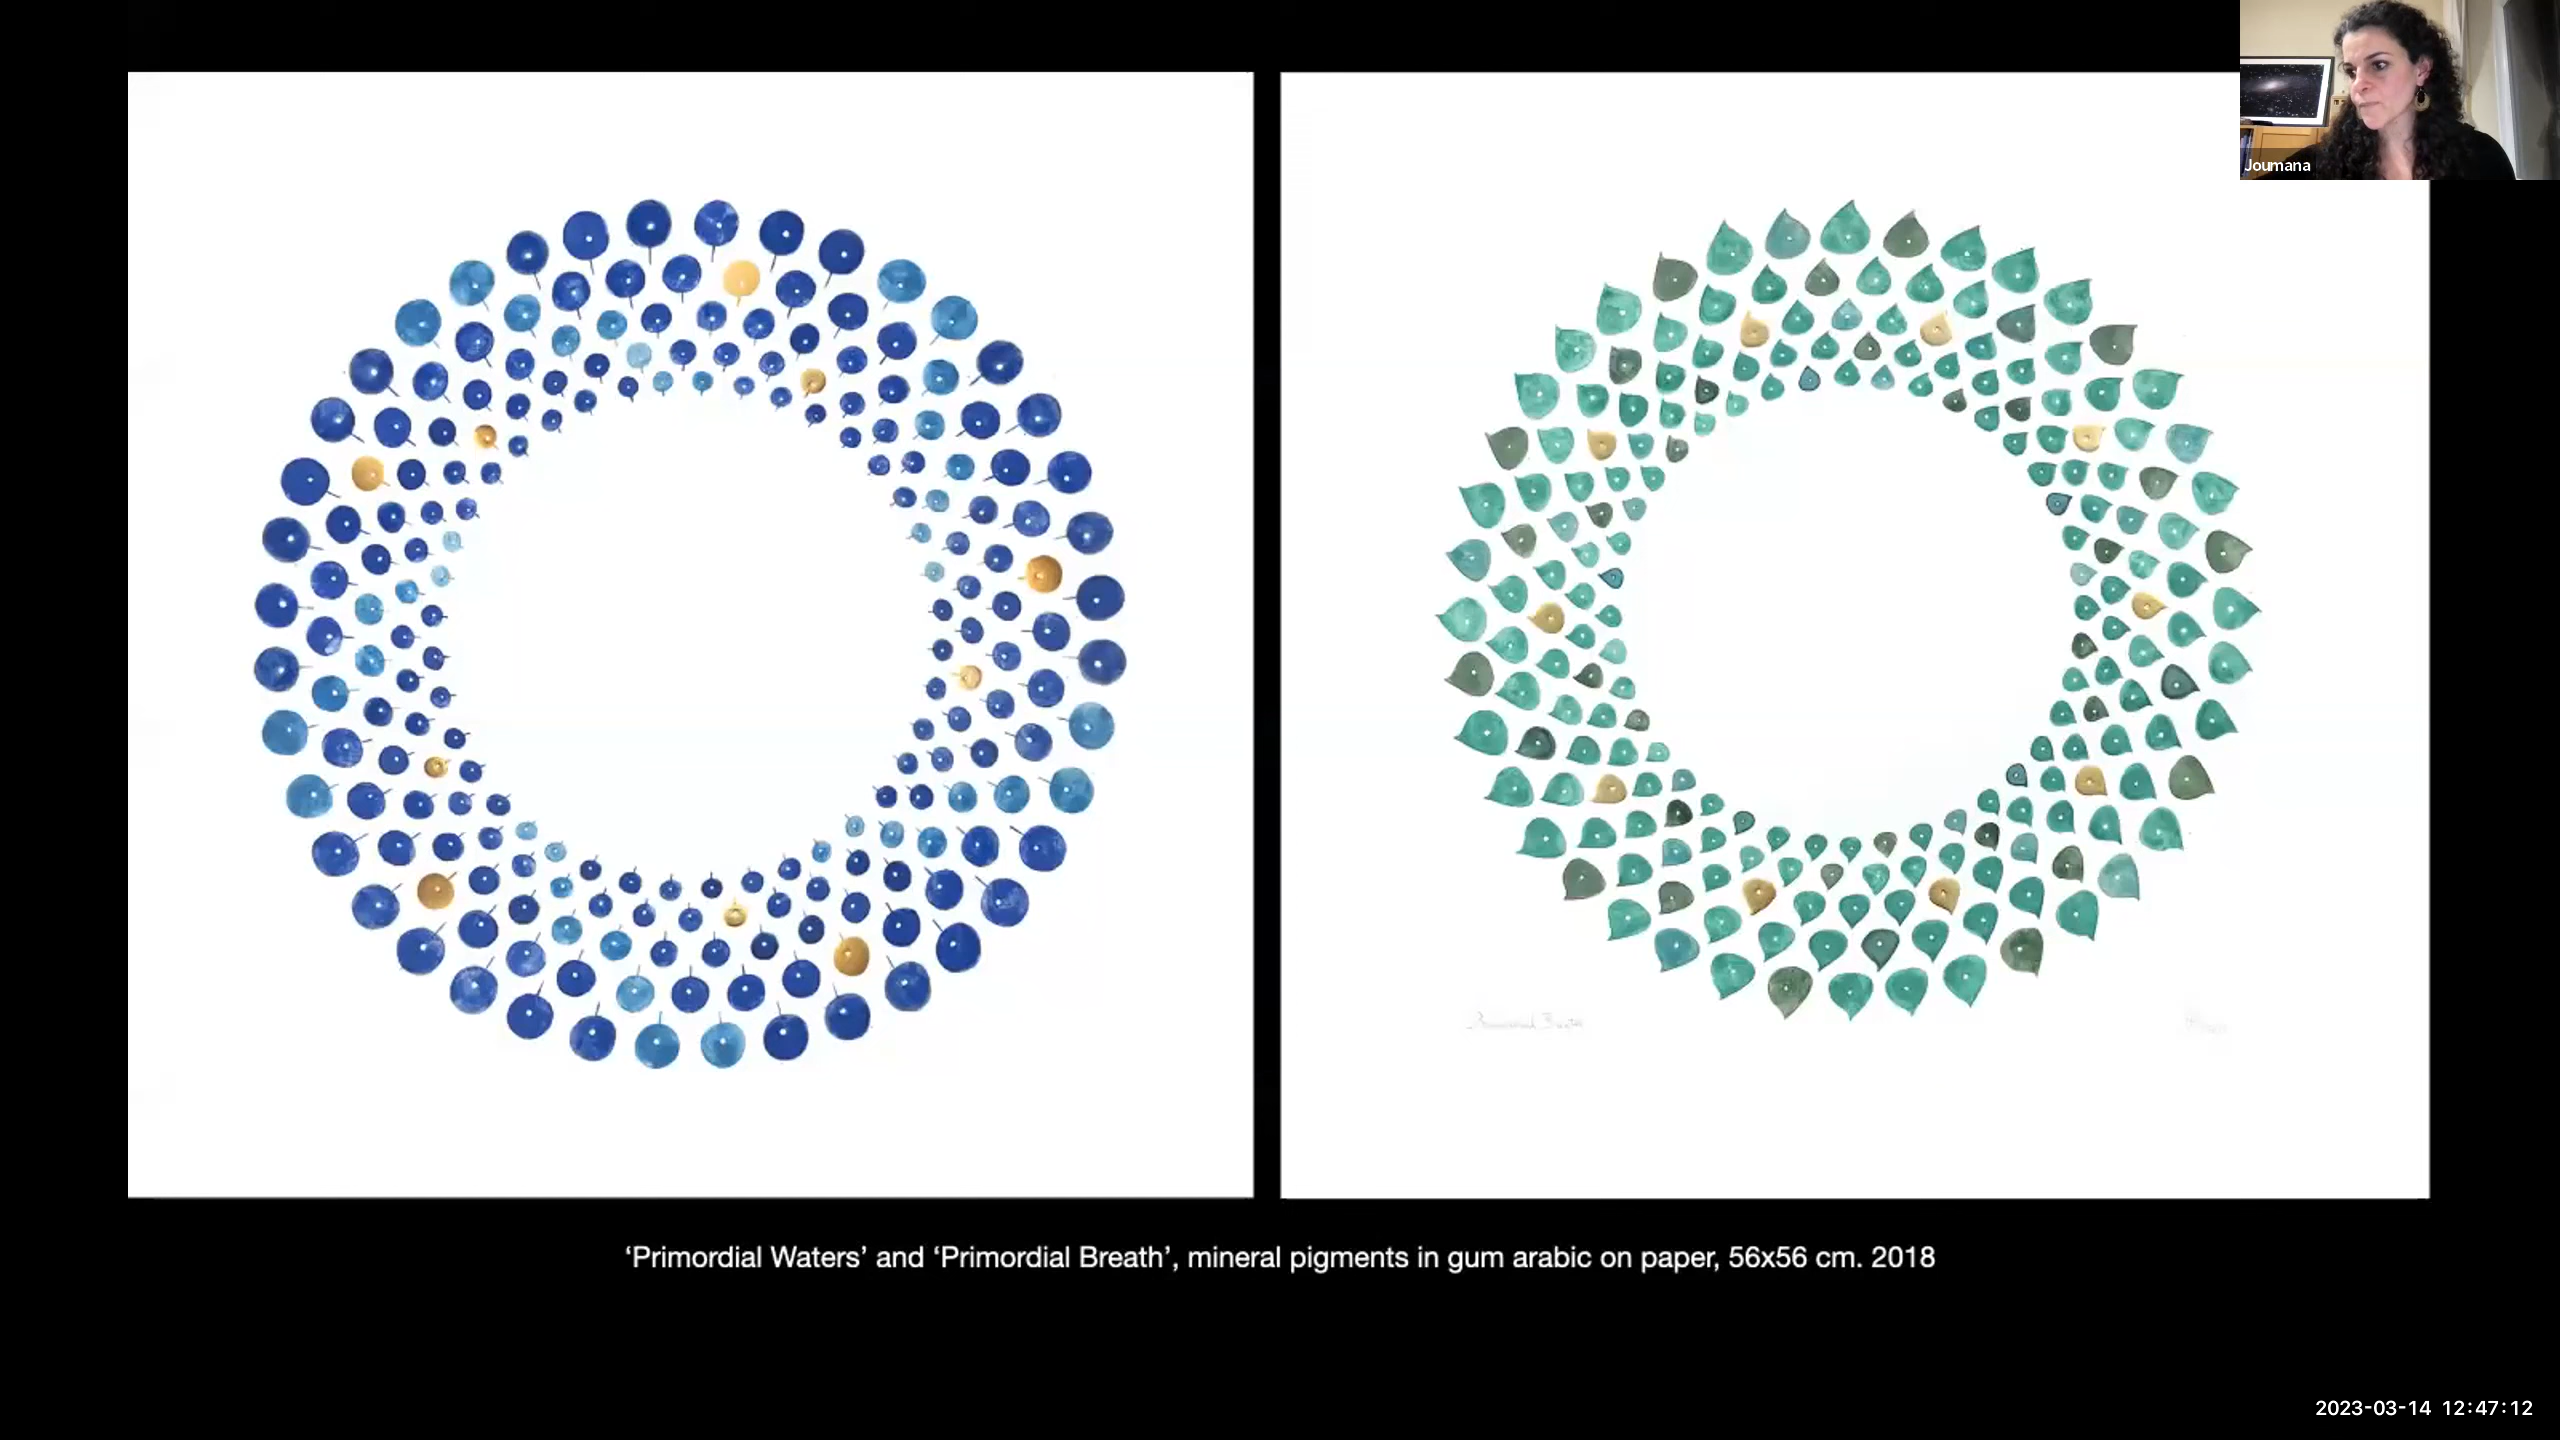 Joumana
‘Primordial Waters’ and ‘Primordial Breath’, mineral pigments in gum arabic on paper, 56x56 cm. 2018
2023-03-14 12:47:12